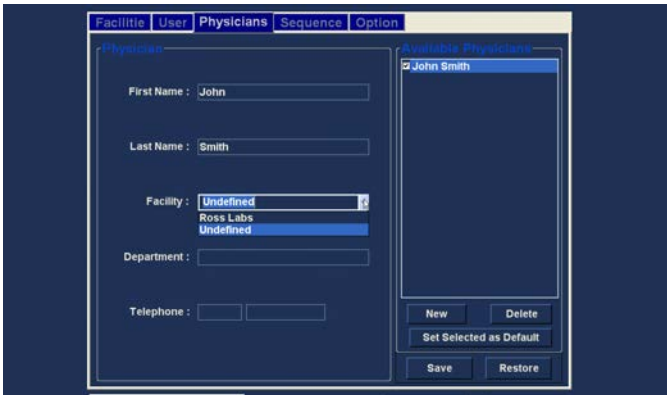 Facilitie User Physicians Sequence Option
Physician
First Name : John
Last Name : Smith
Facility : Undefined
Ross Labs
Undefined
Department :
Telephone :
Available Physicians
John Smith
New Delete
Set Selected as Default
Save Restore